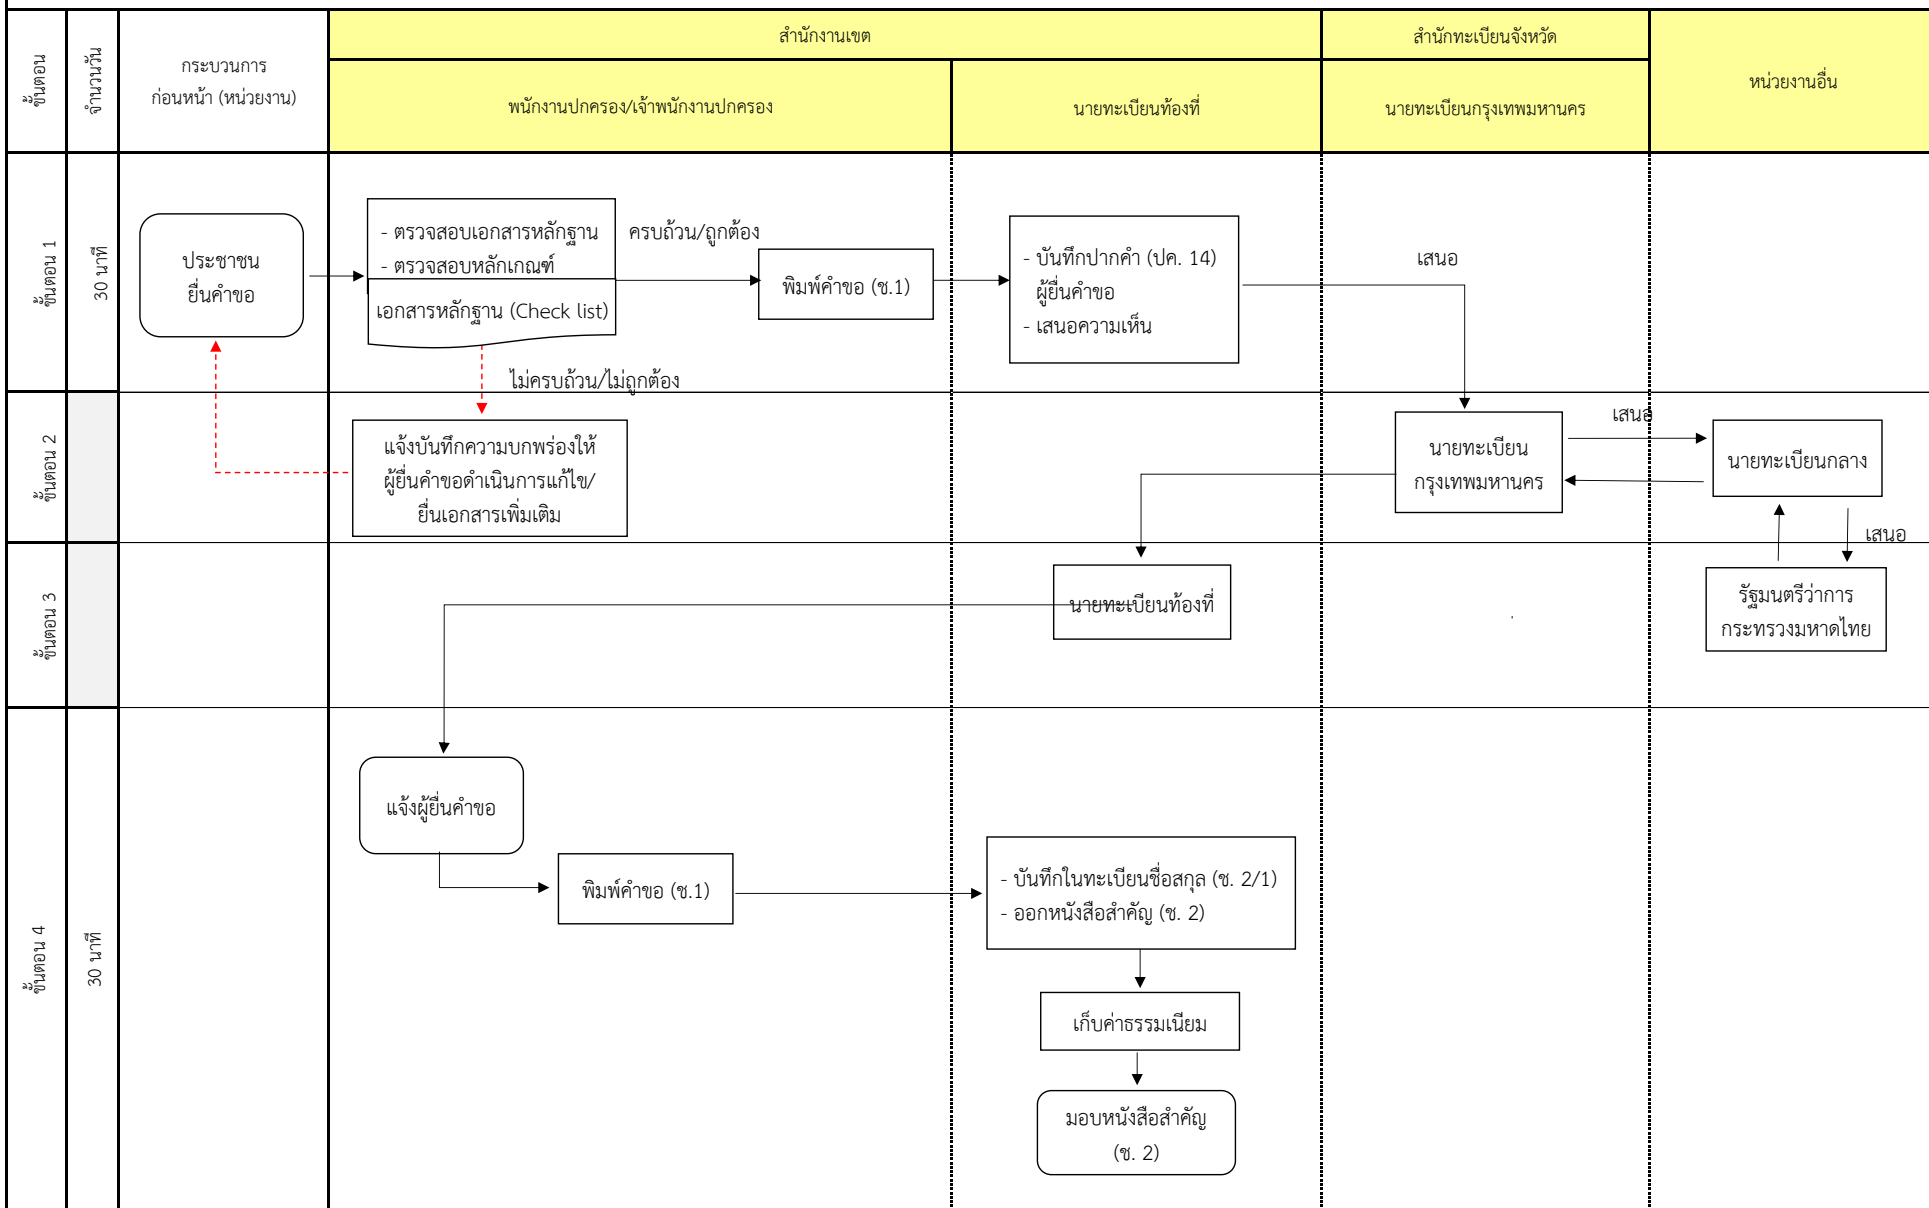 ขั้นตอน
จำนวนวัน
กระบวนการ
ก่อนหน้า (หน่วยงาน)
สำนักงานเขต
สำนักทะเบียนจังหวัด
หน่วยงานอื่น
พนักงานปกครอง/เจ้าพนักงานปกครอง
นายทะเบียนท้องที่
นายทะเบียนกรุงเทพมหานคร
ขั้นตอน 1
30 นาที
ประชาชน
ยื่นคำขอ
- ตรวจสอบเอกสารหลักฐาน
- ตรวจสอบหลักเกณฑ์
เอกสารหลักฐาน (Check list)
ครบถ้วน/ถูกต้อง
พิมพ์คำขอ (ช.1)
- บันทึกปากคำ (ปค. 14)
ผู้ยื่นคำขอ
- เสนอความเห็น
เสนอ
ไม่ครบถ้วน/ไม่ถูกต้อง
ขั้นตอน 2
แจ้งบันทึกความบกพร่องให้
ผู้ยื่นคำขอดำเนินการแก้ไข/
ยื่นเอกสารเพิ่มเติม
นายทะเบียน
กรุงเทพมหานคร
เสนอ
นายทะเบียนกลาง
เสนอ
ขั้นตอน 3
นายทะเบียนท้องที่
รัฐมนตรีว่าการ
กระทรวงมหาดไทย
ขั้นตอน 4
30 นาที
แจ้งผู้ยื่นคำขอ
พิมพ์คำขอ (ช.1)
- บันทึกในทะเบียนชื่อสกุล (ช. 2/1)
- ออกหนังสือสำคัญ (ช. 2)
เก็บค่าธรรมเนียม
มอบหนังสือสำคัญ
(ช. 2)